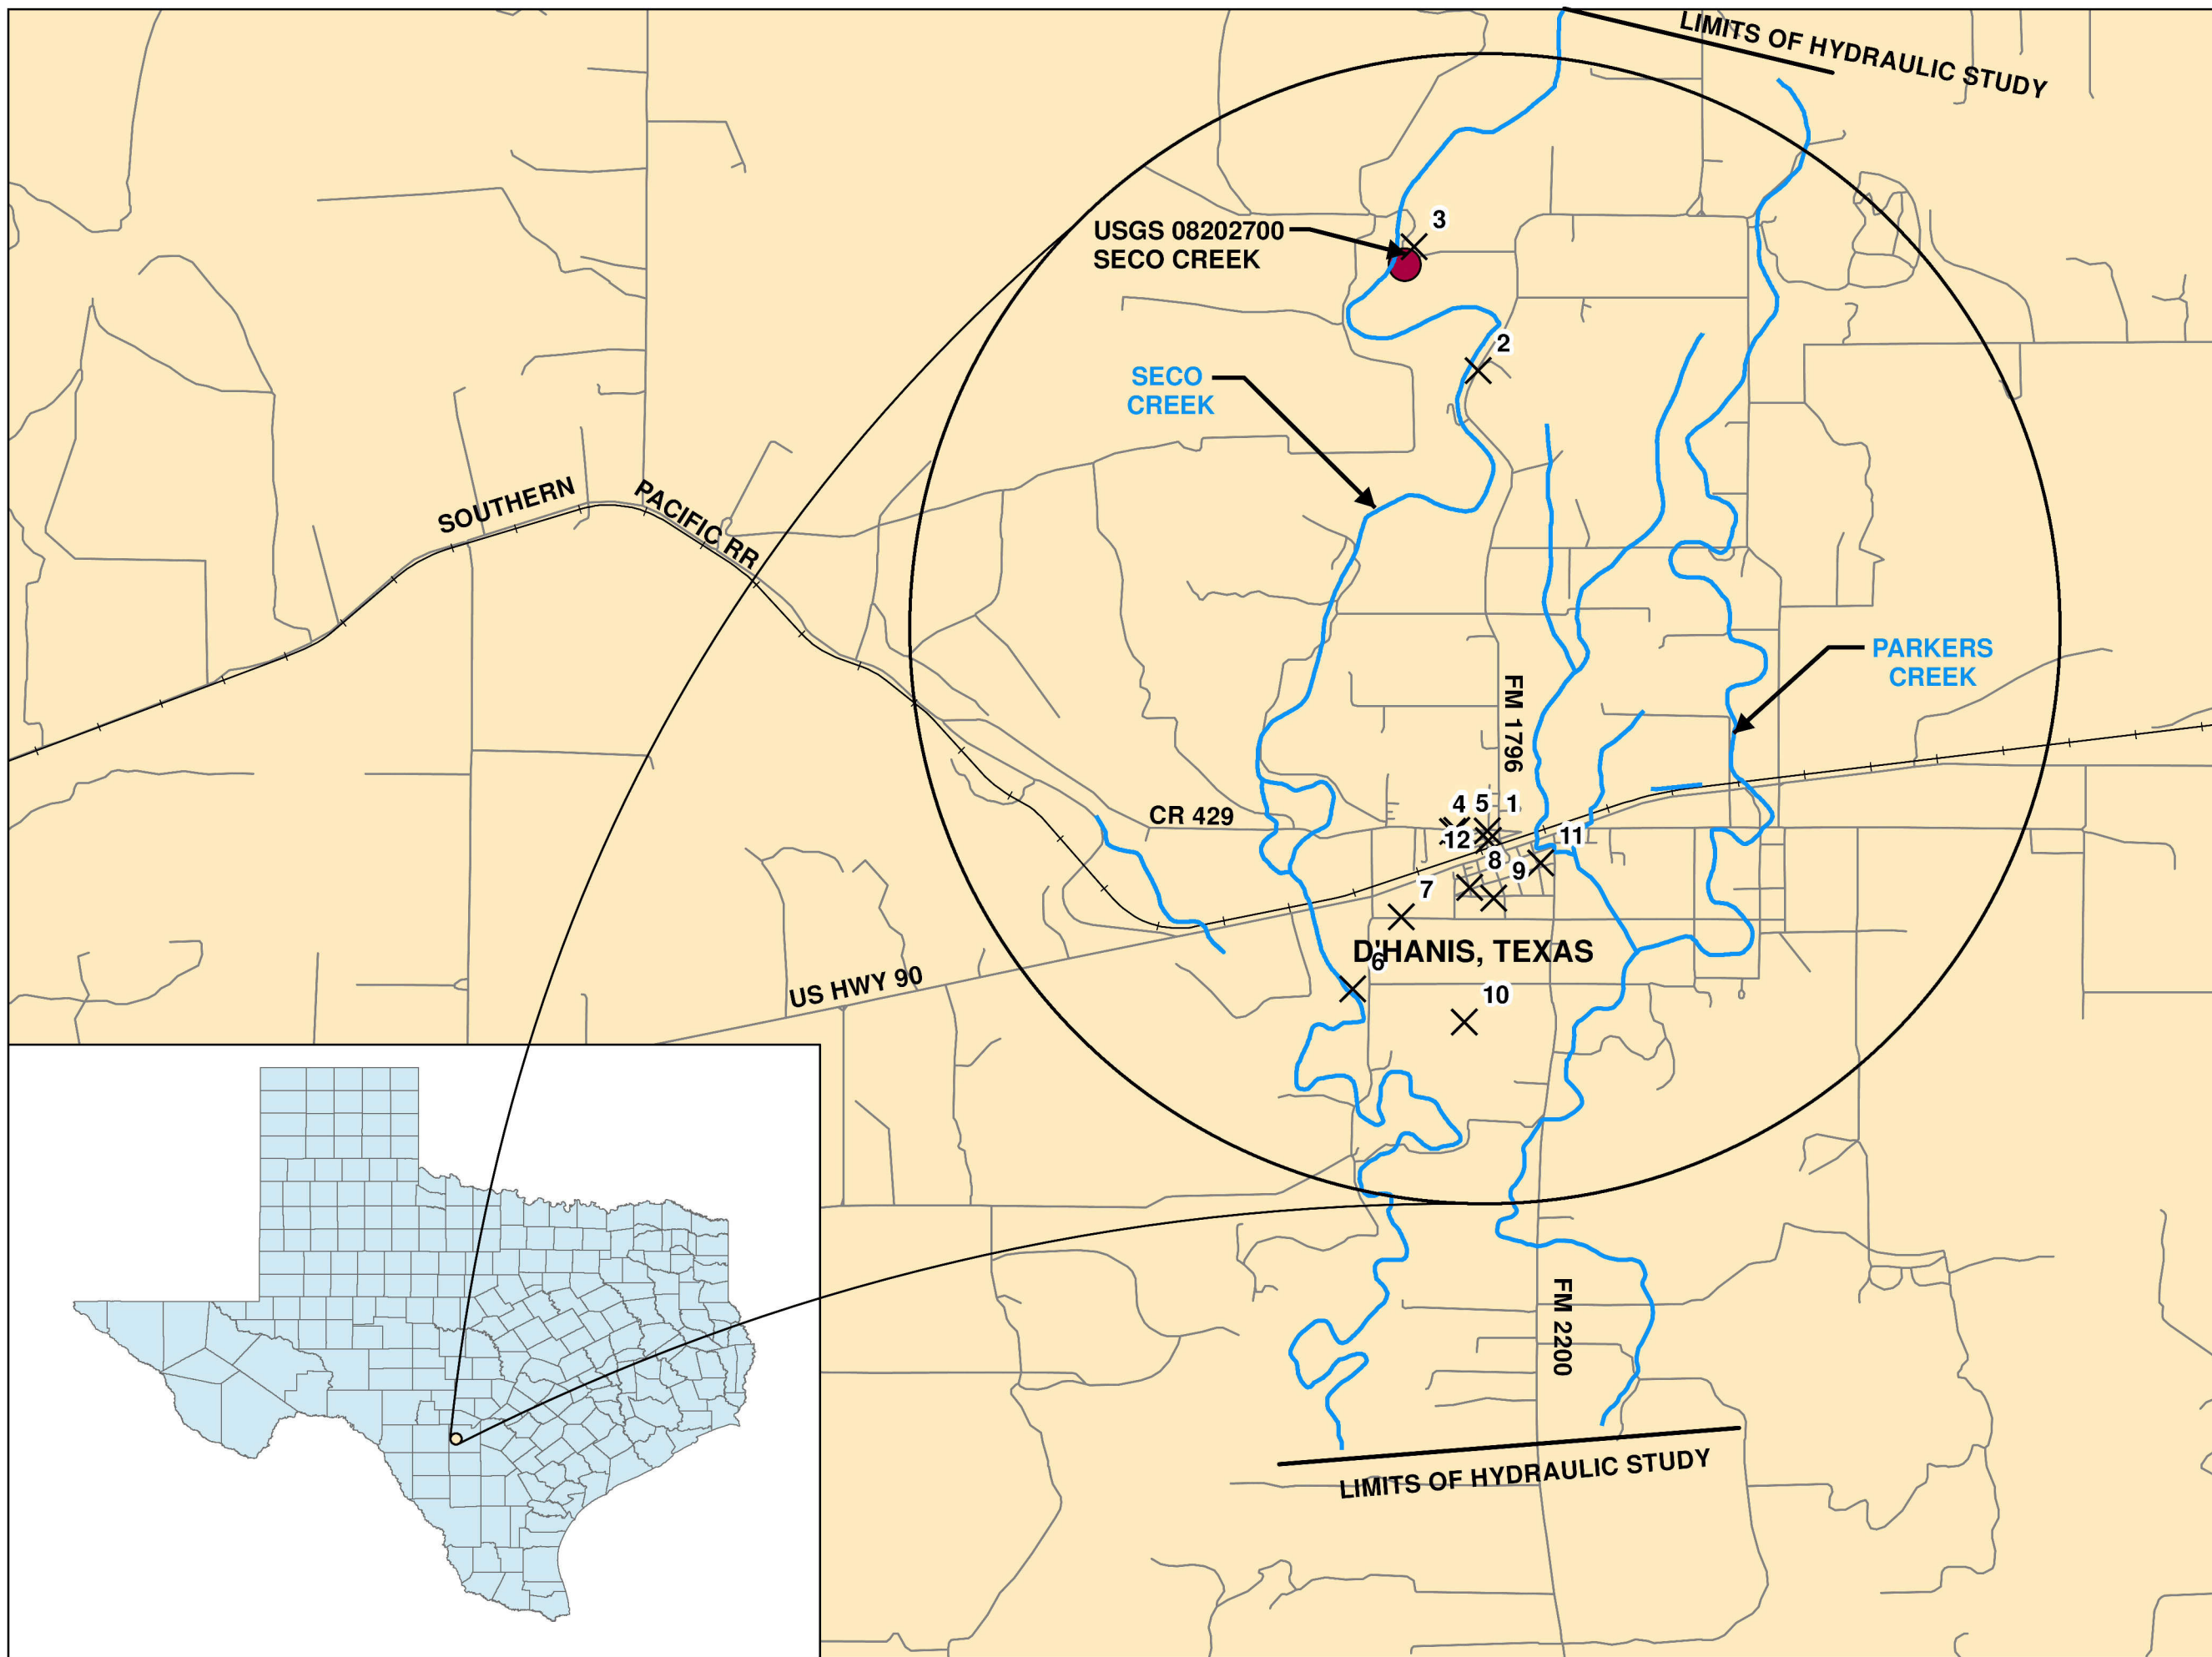 LIMITS OF HYDRAULIC STUDY
3
USGS 08202700
SECO CREEK
2
SECO
CREEK
SOUTHERN
PACIFIC RR
PARKERS
CREEK
FM 1796
CR 429
4
5
1
12
11
8
9
7
D'HANIS, TEXAS
6
US HWY 90
10
FM 2200
LIMITS OF HYDRAULIC STUDY